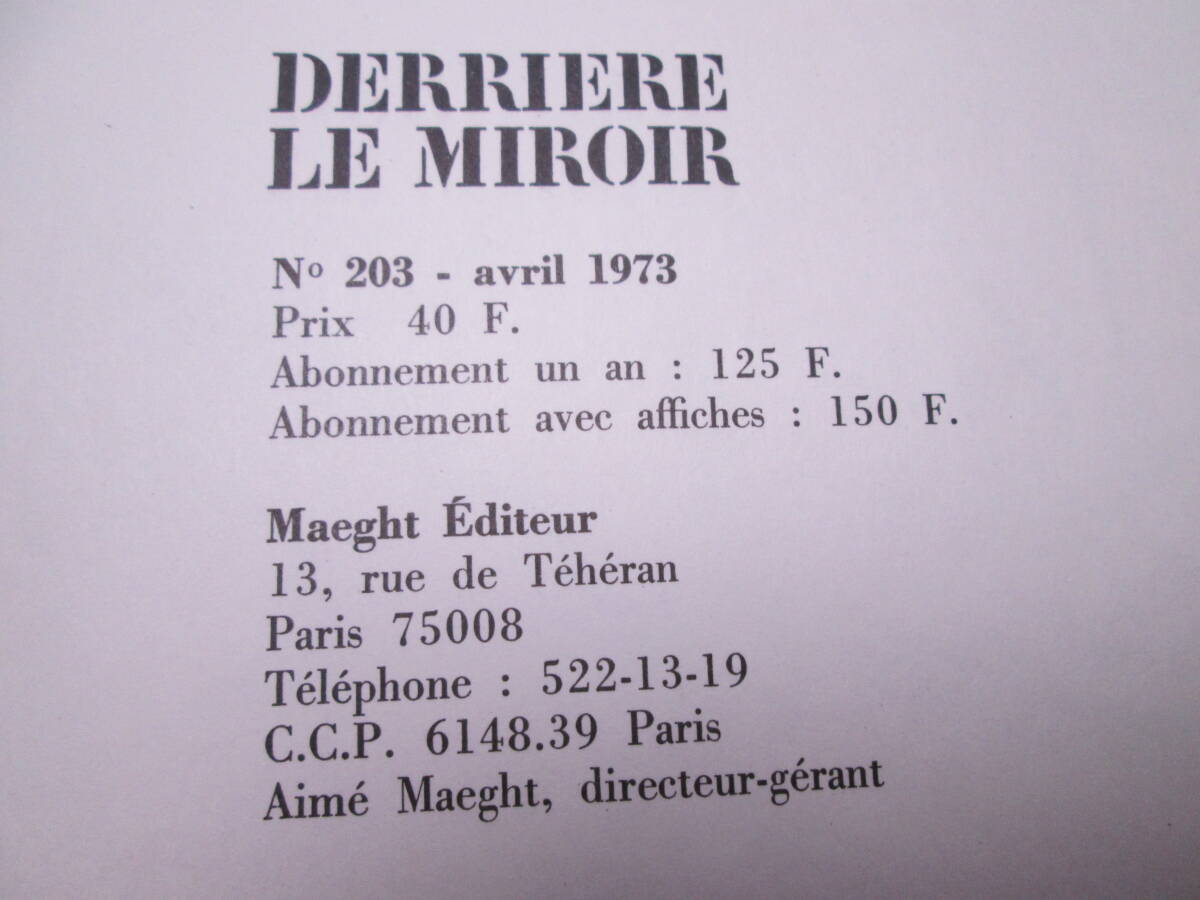 DERRIERE
LE MIROIR
Nº 203 - avril 1973
Prix 40 F.
Abonnement un an : 125 F.
Abonnement avec affiches : 150 F.
Maeght Éditeur
13, rue de Téhéran
Paris 75008
Téléphone : 522-13-19
C.C.P. 6148.39 Paris
Aimé Maeght, directeur-gérant